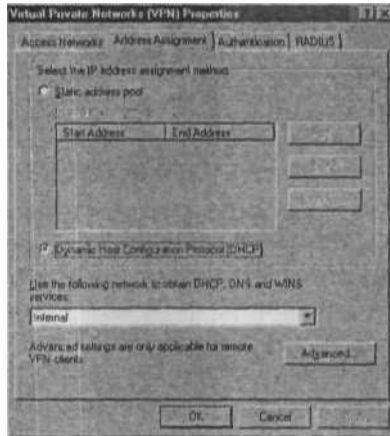 Virtual Private Networks (VPN) Properties
Access Networks Address Assignment Authentication RADIUS
Select the IP address assignment method:
Static address pool
Start Address End Address
Dynamic Host Configuration Protocol (DHCP)
Use the following network to obtain DHCP, DNS and WINS
services:
Internal
Advanced settings are only applicable for remote
VPN clients
Advanced...
OK Cancel